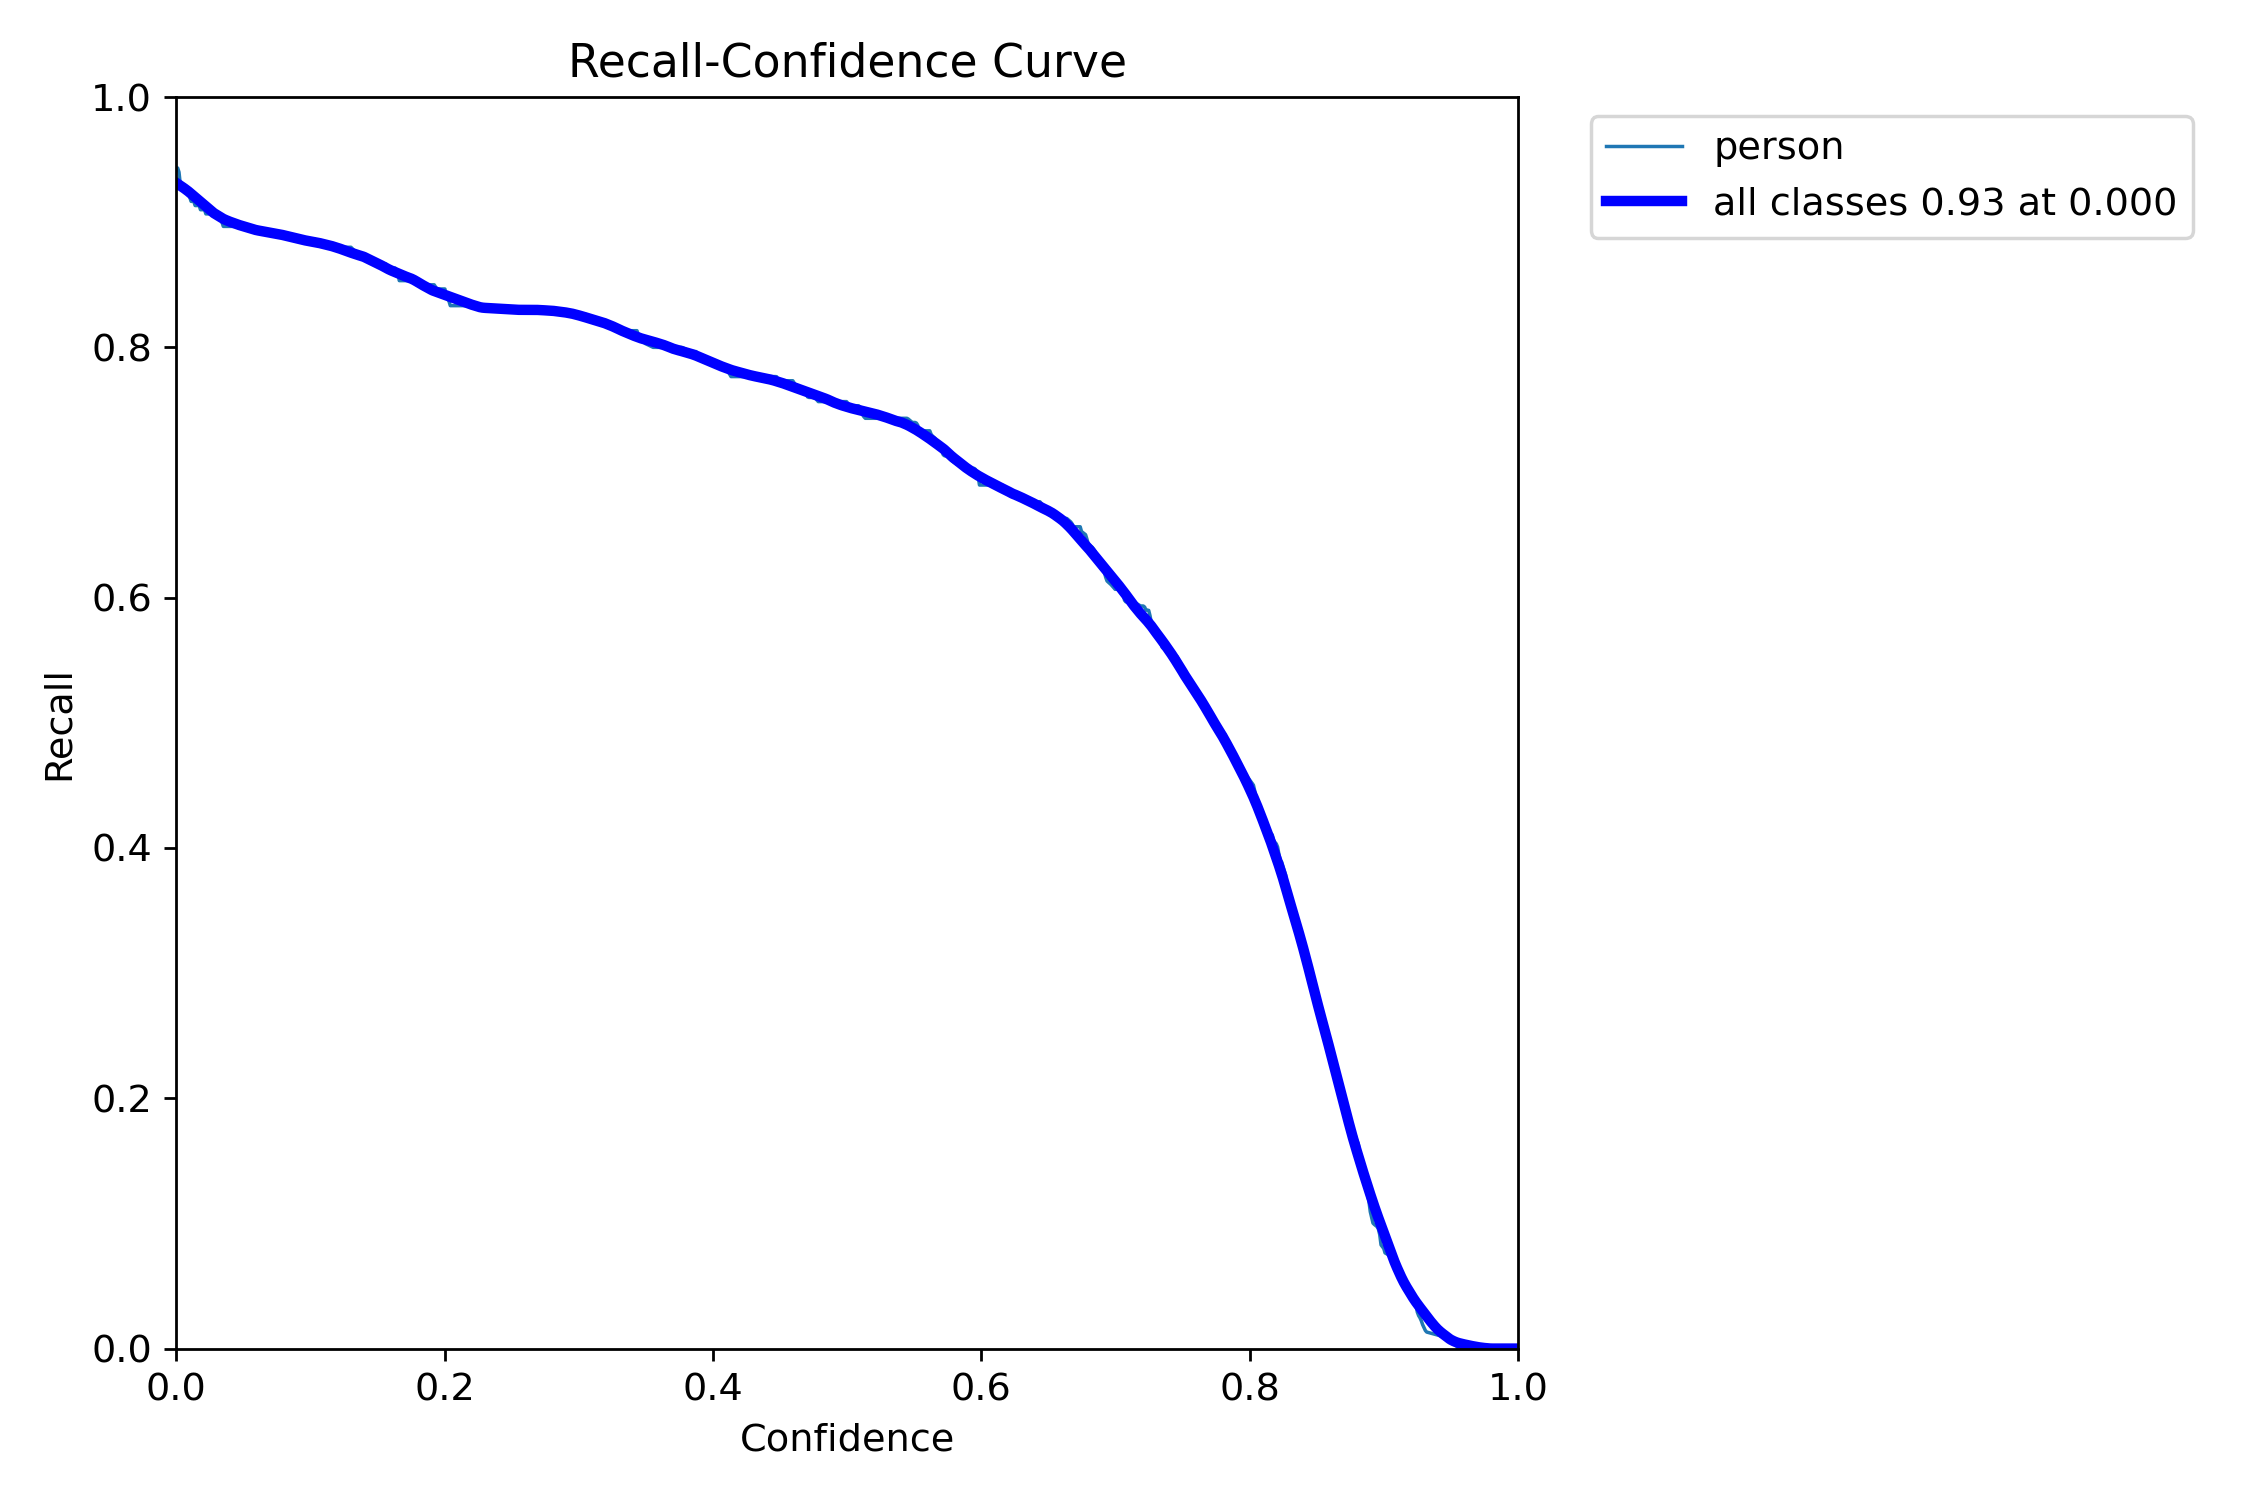 Recall-Confidence Curve
1.0
0.8
0.6
0.4
0.2
0.0
Recall
0.0 0.2 0.4 0.6 0.8 1.0
Confidence
person
all classes 0.93 at 0.000